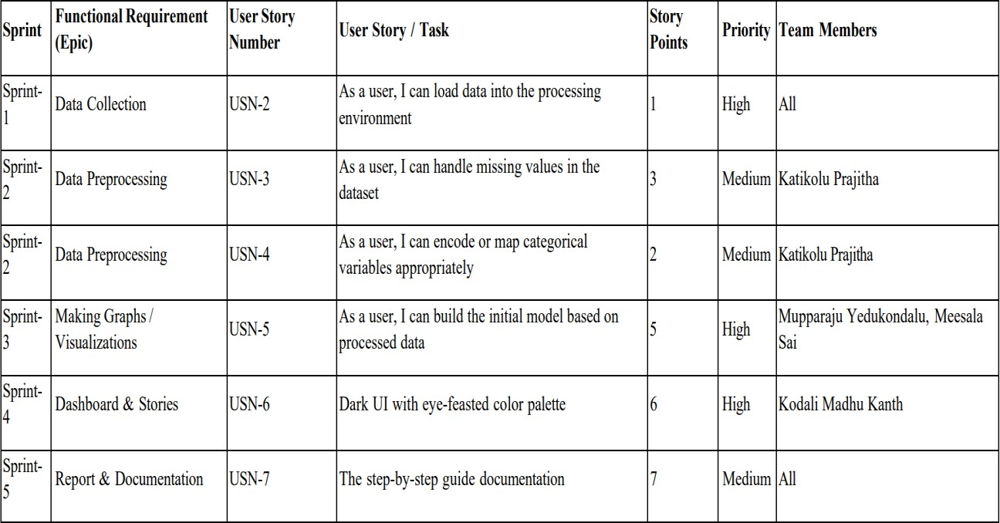 Sprint
Functional Requirement
(Epic)
User Story
Number
User Story / Task
Story
Points
Priority
Team Members
Sprint-
1
Data Collection
USN-2
As a user, I can load data into the processing
environment
1
High
All
Sprint-
2
Data Preprocessing
USN-3
As a user, I can handle missing values in the
dataset
3
Medium
Katikolu Prajitha
Sprint-
2
Data Preprocessing
USN-4
As a user, I can encode or map categorical
variables appropriately
2
Medium
Katikolu Prajitha
Sprint-
3
Making Graphs /
Visualizations
USN-5
As a user, I can build the initial model based on
processed data
5
High
Mupparaju Yedukondalu, Meesala
Sai
Sprint-
4
Dashboard & Stories
USN-6
Dark UI with eye-feasted color palette
6
High
Kodali Madhu Kanth
Sprint-
5
Report & Documentation
USN-7
The step-by-step guide documentation
7
Medium
All